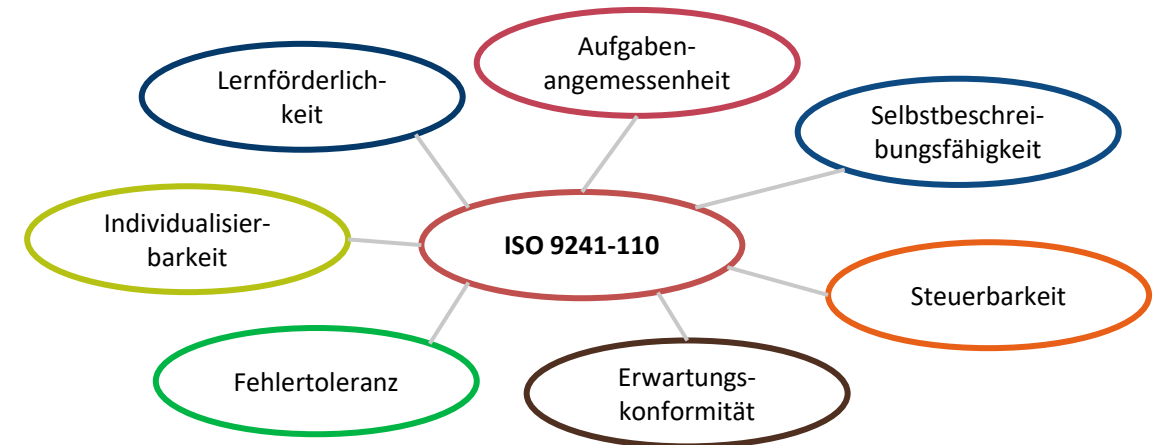 Aufgaben-
angemessenheit
Lernförderlich-
keit
Selbstbeschrei-
bungsfähigkeit
Individualisier-
barkeit
ISO 9241-110
Steuerbarkeit
Fehlertoleranz
Erwartungs-
konformität